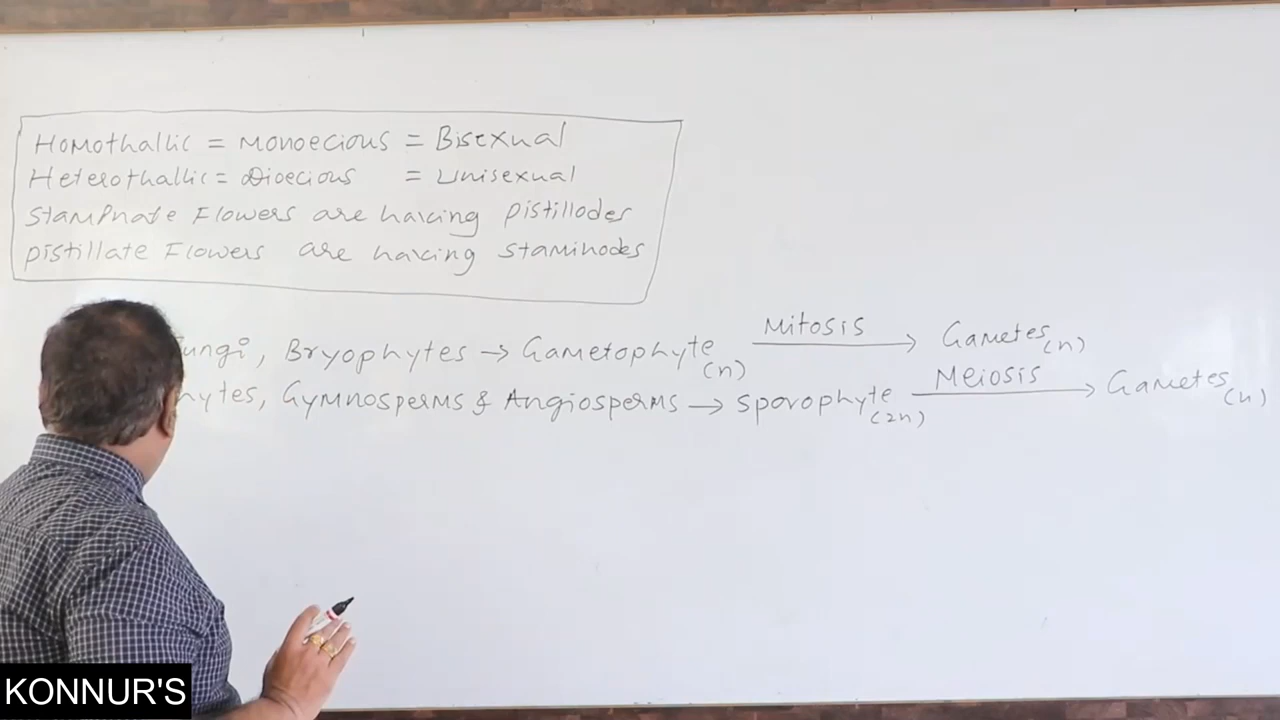 Homothallic = Monoecious = Bisexual
Heterothallic = Dioecious = Unisexual
Staminate Flowers are having pistillodes
pistillate Flowers are having staminodes
ungi, Bryophytes → Gametophyte (n) Mitosis → Gametes (n)
hytes, Gymnosperms & Angiosperms → Sporophyte (2n) Meiosis → Gametes (n)
KONNUR'S